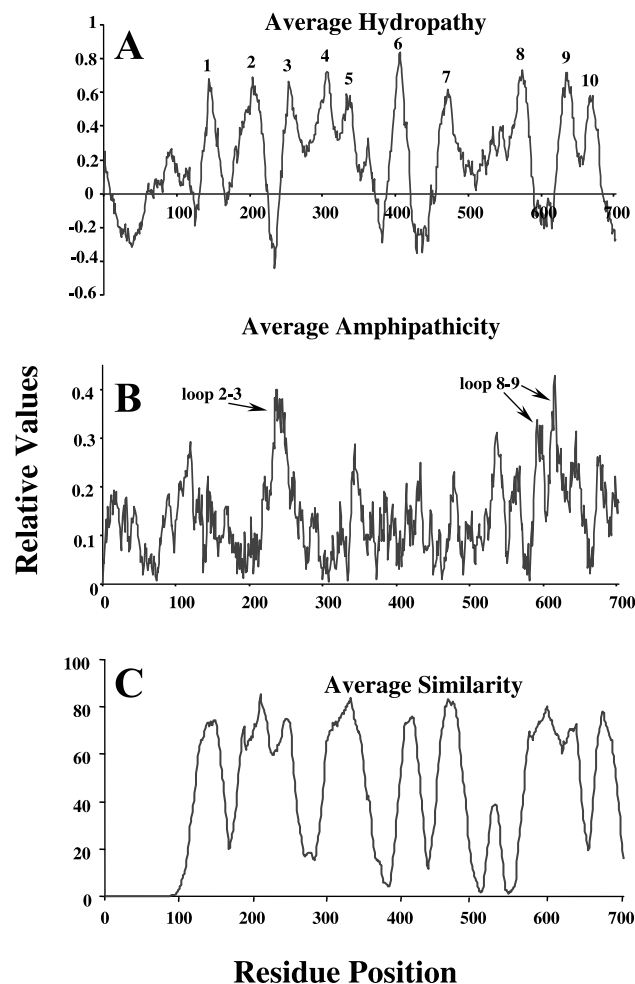 Average Hydropathy
A
1
0.8
0.6
0.4
0.2
0
-0.2
-0.4
-0.6
1 2 3 4 5 6 7 8 9 10
100 200 300 400 500 600 700
Average Amphipathicity
B
loop 2-3
loop 8-9
0.4
0.3
0.2
0.1
0
0 100 200 300 400 500 600 700
Relative Values
C
Average Similarity
100
80
60
40
20
0
0 100 200 300 400 500 600 700
Residue Position